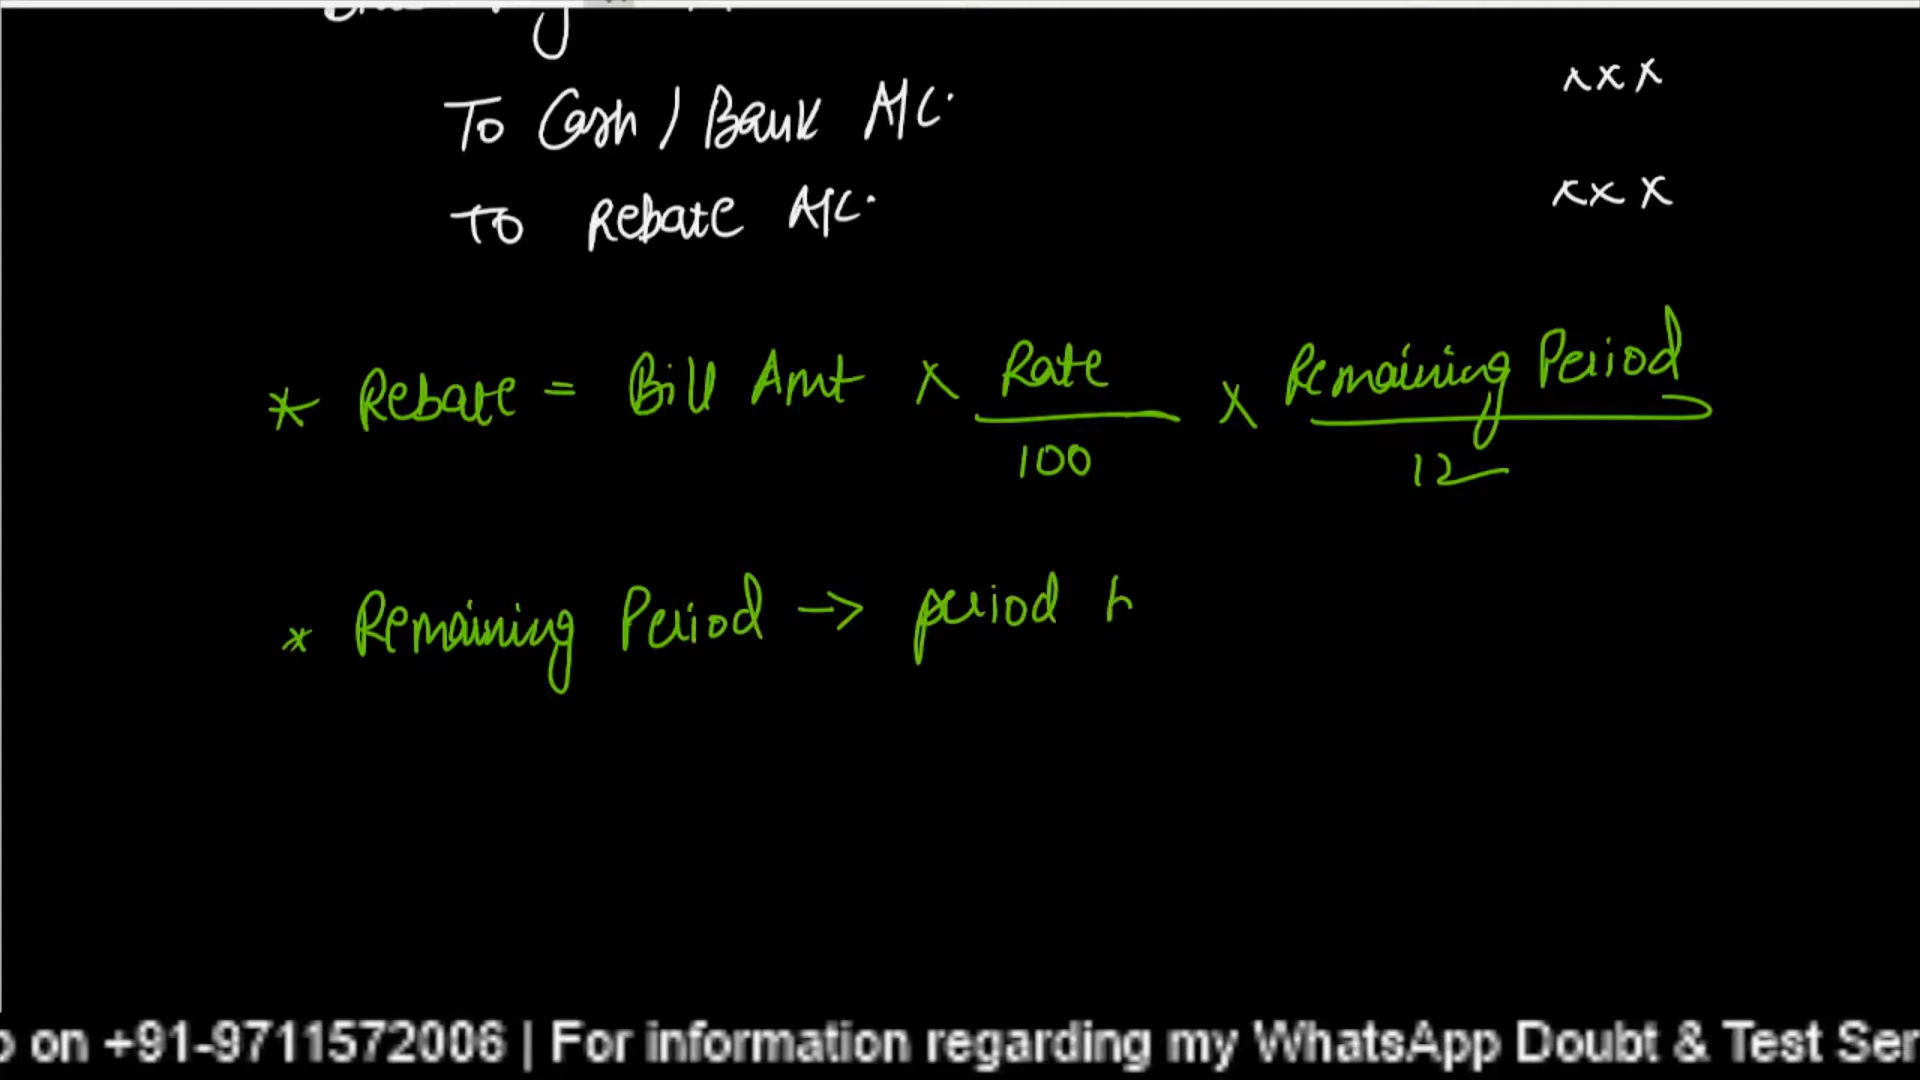 xxx
To Cash / Bank A/C.
To Rebate A/C. xxx
* Rebate = Bill Amt x Rate / 100 x Remaining Period / 12
* Remaining Period -> period
on +91-9711572006 | For information regarding my WhatsApp Doubt & Test Ser